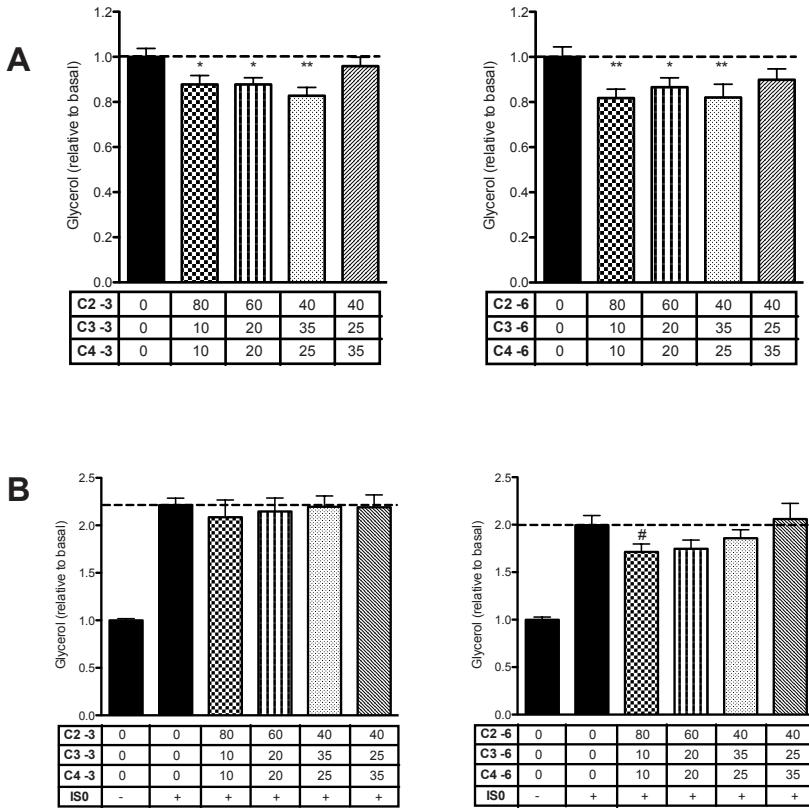 A
1.2
1.0
0.8
0.6
0.4
0.2
0.0
Glycerol (relative to basal)
* * **
C2 -3 0 80 60 40 40
C3 -3 0 10 20 35 25
C4 -3 0 10 20 25 35
1.2
1.0
0.8
0.6
0.4
0.2
0.0
Glycerol (relative to basal)
** * **
C2 -6 0 80 60 40 40
C3 -6 0 10 20 35 25
C4 -6 0 10 20 25 35
B
2.5
2.0
1.5
1.0
0.5
0.0
Glycerol (relative to basal)
C2 -3 0 0 80 60 40 40
C3 -3 0 0 10 20 35 25
C4 -3 0 0 10 20 25 35
IS0 - + + + + +
2.5
2.0
1.5
1.0
0.5
0.0
Glycerol (relative to basal)
#
C2 -6 0 0 80 60 40 40
C3 -6 0 0 10 20 35 25
C4 -6 0 0 10 20 25 35
IS0 - + + + + +